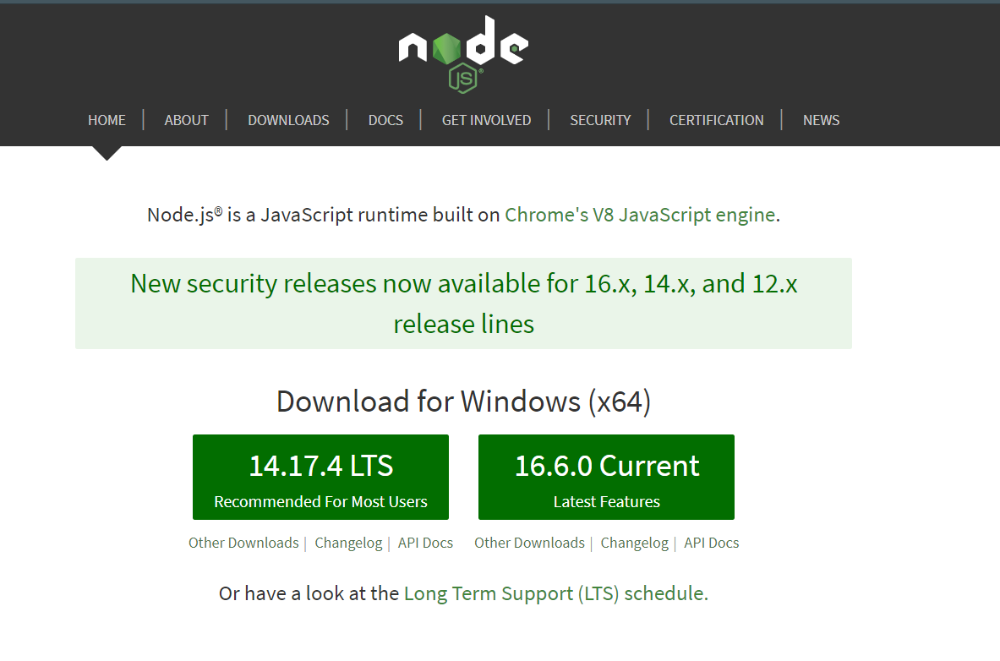 node
JS®
HOME | ABOUT | DOWNLOADS | DOCS | GET INVOLVED | SECURITY | CERTIFICATION | NEWS
Node.js® is a JavaScript runtime built on Chrome's V8 JavaScript engine.
New security releases now available for 16.x, 14.x, and 12.x
release lines
Download for Windows (x64)
14.17.4 LTS
Recommended For Most Users
16.6.0 Current
Latest Features
Other Downloads | Changelog | API Docs
Other Downloads | Changelog | API Docs
Or have a look at the Long Term Support (LTS) schedule.